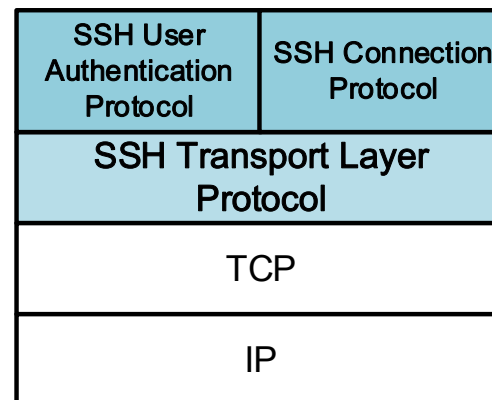 SSH User
Authentication
Protocol
SSH Connection
Protocol
SSH Transport Layer
Protocol
TCP
IP